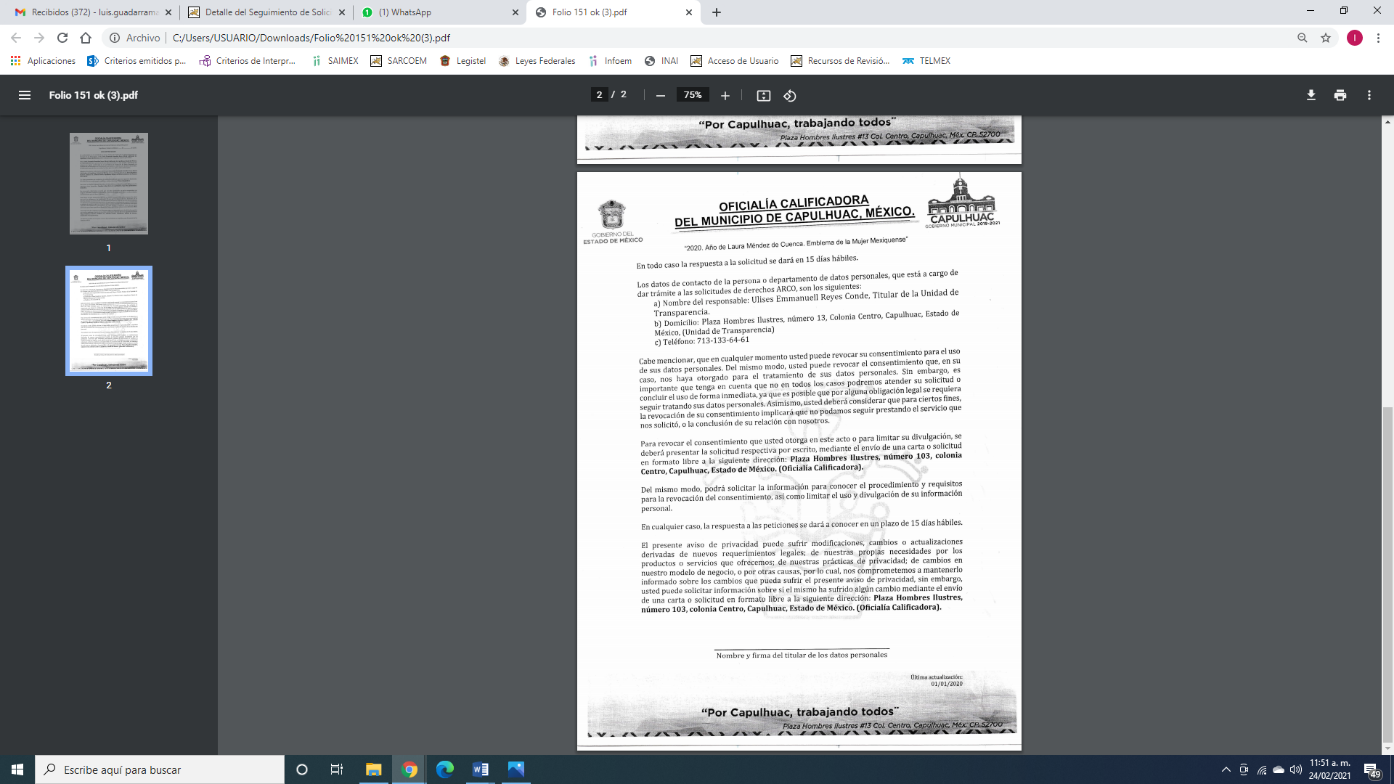 Recibidos (372) - luis.guadarrama
Detalle del Seguimiento de Solic
(1) WhatsApp
Folio 151 ok (3).pdf
Archivo
C:/Users/USUARIO/Downloads/Folio%20151%20ok%20(3).pdf
Aplicaciones
Criterios emitidos p...
Criterios de Interpr...
SAIMEX
SARCOEM
Legistel
Leyes Federales
Infoem
INAI
Acceso de Usuario
Recursos de Revisió...
TELMEX
Folio 151 ok (3).pdf
2 / 2
75%
1
2
"Por Capulhuac, trabajando todos"
Plaza Hombres Ilustres #13 Col. Centro, Capulhuac, Méx. CP. 52700
GOBIERNO DEL
ESTADO DE MÉXICO
OFICIALÍA CALIFICADORA
DEL MUNICIPIO DE CAPULHUAC, MÉXICO.
CAPULHUAC
GOBIERNO MUNICIPAL 2019-2021
"2020. Año de Laura Méndez de Cuenca. Emblema de la Mujer Mexiquense"
En todo caso la respuesta a la solicitud se dará en 15 días hábiles.
Los datos de contacto de la persona o departamento de datos personales, que está a cargo de
dar trámite a las solicitudes de derechos ARCO, son los siguientes:
a) Nombre del responsable: Ulises Emmanuell Reyes Conde, Titular de la Unidad de
Transparencia.
b) Domicilio: Plaza Hombres Ilustres, número 13, Colonia Centro, Capulhuac, Estado de
México, (Unidad de Transparencia)
c) Teléfono: 713-133-64-61
Cabe mencionar, que en cualquier momento usted puede revocar su consentimiento para el uso
de sus datos personales. Del mismo modo, usted puede revocar el consentimiento que, en su
caso, nos haya otorgado para el tratamiento de sus datos personales. Sin embargo, es
importante que tenga en cuenta que no en todos los casos podremos atender su solicitud o
concluir el uso de forma inmediata, ya que es posible que por alguna obligación legal se requiera
seguir tratando sus datos personales. Asimismo, usted deberá considerar que para ciertos fines,
la revocación de su consentimiento implicará que no podamos seguir prestando el servicio que
nos solicitó, o la conclusión de su relación con nosotros.
Para revocar el consentimiento que usted otorga en este acto o para limitar su divulgación, se
deberá presentar la solicitud respectiva por escrito, mediante el envío de una carta o solicitud
en formato libre a la siguiente dirección: Plaza Hombres Ilustres, número 103, colonia
Centro, Capulhuac, Estado de México. (Oficialía Calificadora).
Del mismo modo, podrá solicitar la información para conocer el procedimiento y requisitos
para la revocación del consentimiento, así como limitar el uso y divulgación de su información
personal.
En cualquier caso, la respuesta a las peticiones se dará a conocer en un plazo de 15 días hábiles.
El presente aviso de privacidad puede sufrir modificaciones, cambios o actualizaciones
derivadas de nuevos requerimientos legales; de nuestras propias necesidades por los
productos o servicios que ofrecemos; de nuestras prácticas de privacidad; de cambios en
nuestro modelo de negocio, o por otras causas, por lo cual, nos comprometemos a mantenerlo
informado sobre los cambios que pueda sufrir el presente aviso de privacidad, sin embargo,
usted puede solicitar información sobre si el mismo ha sufrido algún cambio mediante el envío
de una carta o solicitud en formato libre a la siguiente dirección: Plaza Hombres Ilustres,
número 103, colonia Centro, Capulhuac, Estado de México. (Oficialía Calificadora).
Nombre y firma del titular de los datos personales
Última actualización:
01/01/2020
"Por Capulhuac, trabajando todos"
Plaza Hombres Ilustres #13 Col. Centro, Capulhuac, Méx. CP. 52700
Escribe aquí para buscar
11:51 a. m.
24/02/2021
49